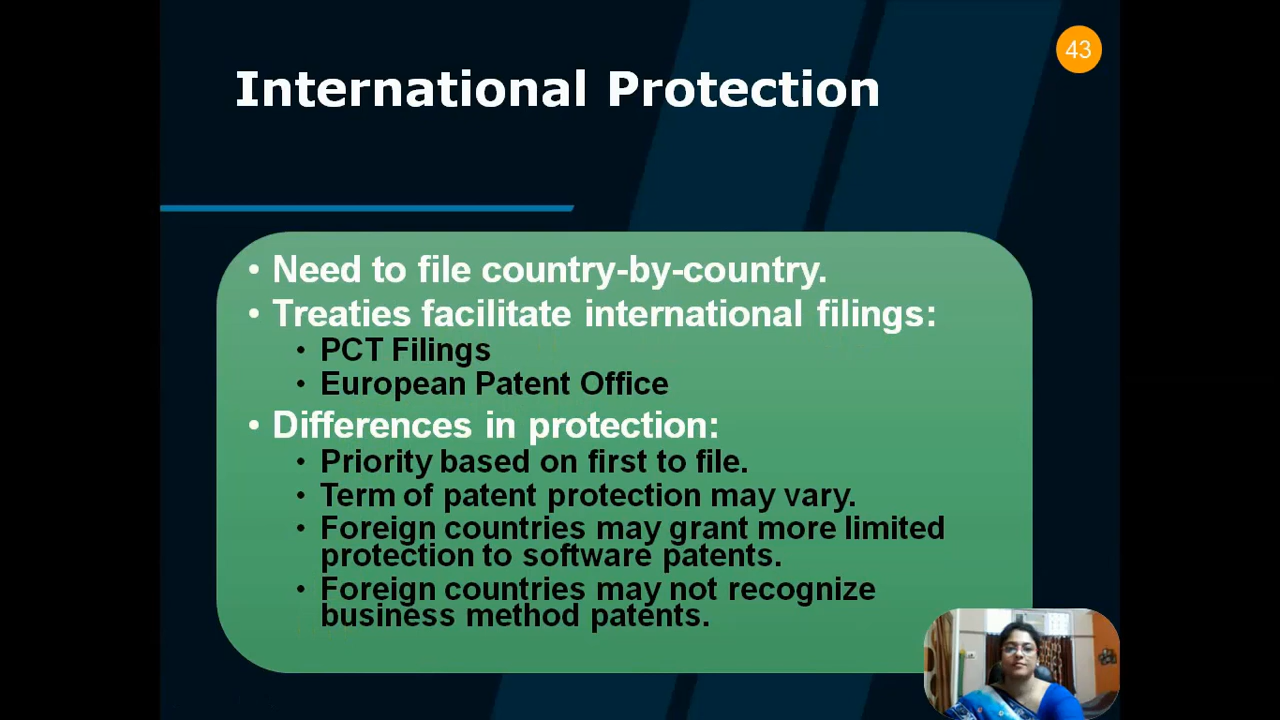 43
International Protection
• Need to file country-by-country.
• Treaties facilitate international filings:
• PCT Filings
• European Patent Office
• Differences in protection:
• Priority based on first to file.
• Term of patent protection may vary.
• Foreign countries may grant more limited
protection to software patents.
• Foreign countries may not recognize
business method patents.